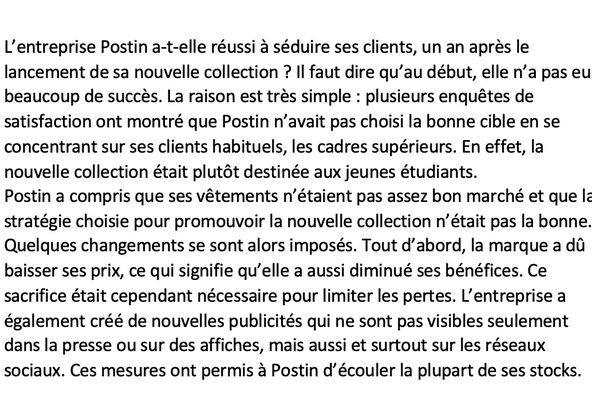 L’entreprise Postin a-t-elle réussi à séduire ses clients, un an après le
lancement de sa nouvelle collection ? Il faut dire qu’au début, elle n’a pas eu
beaucoup de succès. La raison est très simple : plusieurs enquêtes de
satisfaction ont montré que Postin n’avait pas choisi la bonne cible en se
concentrant sur ses clients habituels, les cadres supérieurs. En effet, la
nouvelle collection était plutôt destinée aux jeunes étudiants.
Postin a compris que ses vêtements n’étaient pas assez bon marché et que la
stratégie choisie pour promouvoir la nouvelle collection n’était pas la bonne.
Quelques changements se sont alors imposés. Tout d’abord, la marque a dû
baisser ses prix, ce qui signifie qu’elle a aussi diminué ses bénéfices. Ce
sacrifice était cependant nécessaire pour limiter les pertes. L’entreprise a
également créé de nouvelles publicités qui ne sont pas visibles seulement
dans la presse ou sur des affiches, mais aussi et surtout sur les réseaux
sociaux. Ces mesures ont permis à Postin d’écouler la plupart de ses stocks.